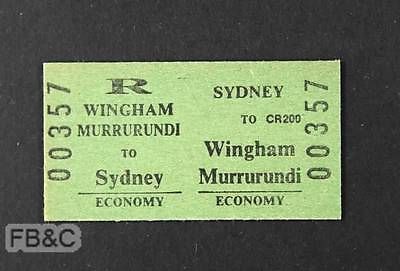 00357
R
WINGHAM
MURRURUNDI
TO
Sydney
ECONOMY
SYDNEY
TO CR200
Wingham
Murrurundi
ECONOMY
00357
FB&C